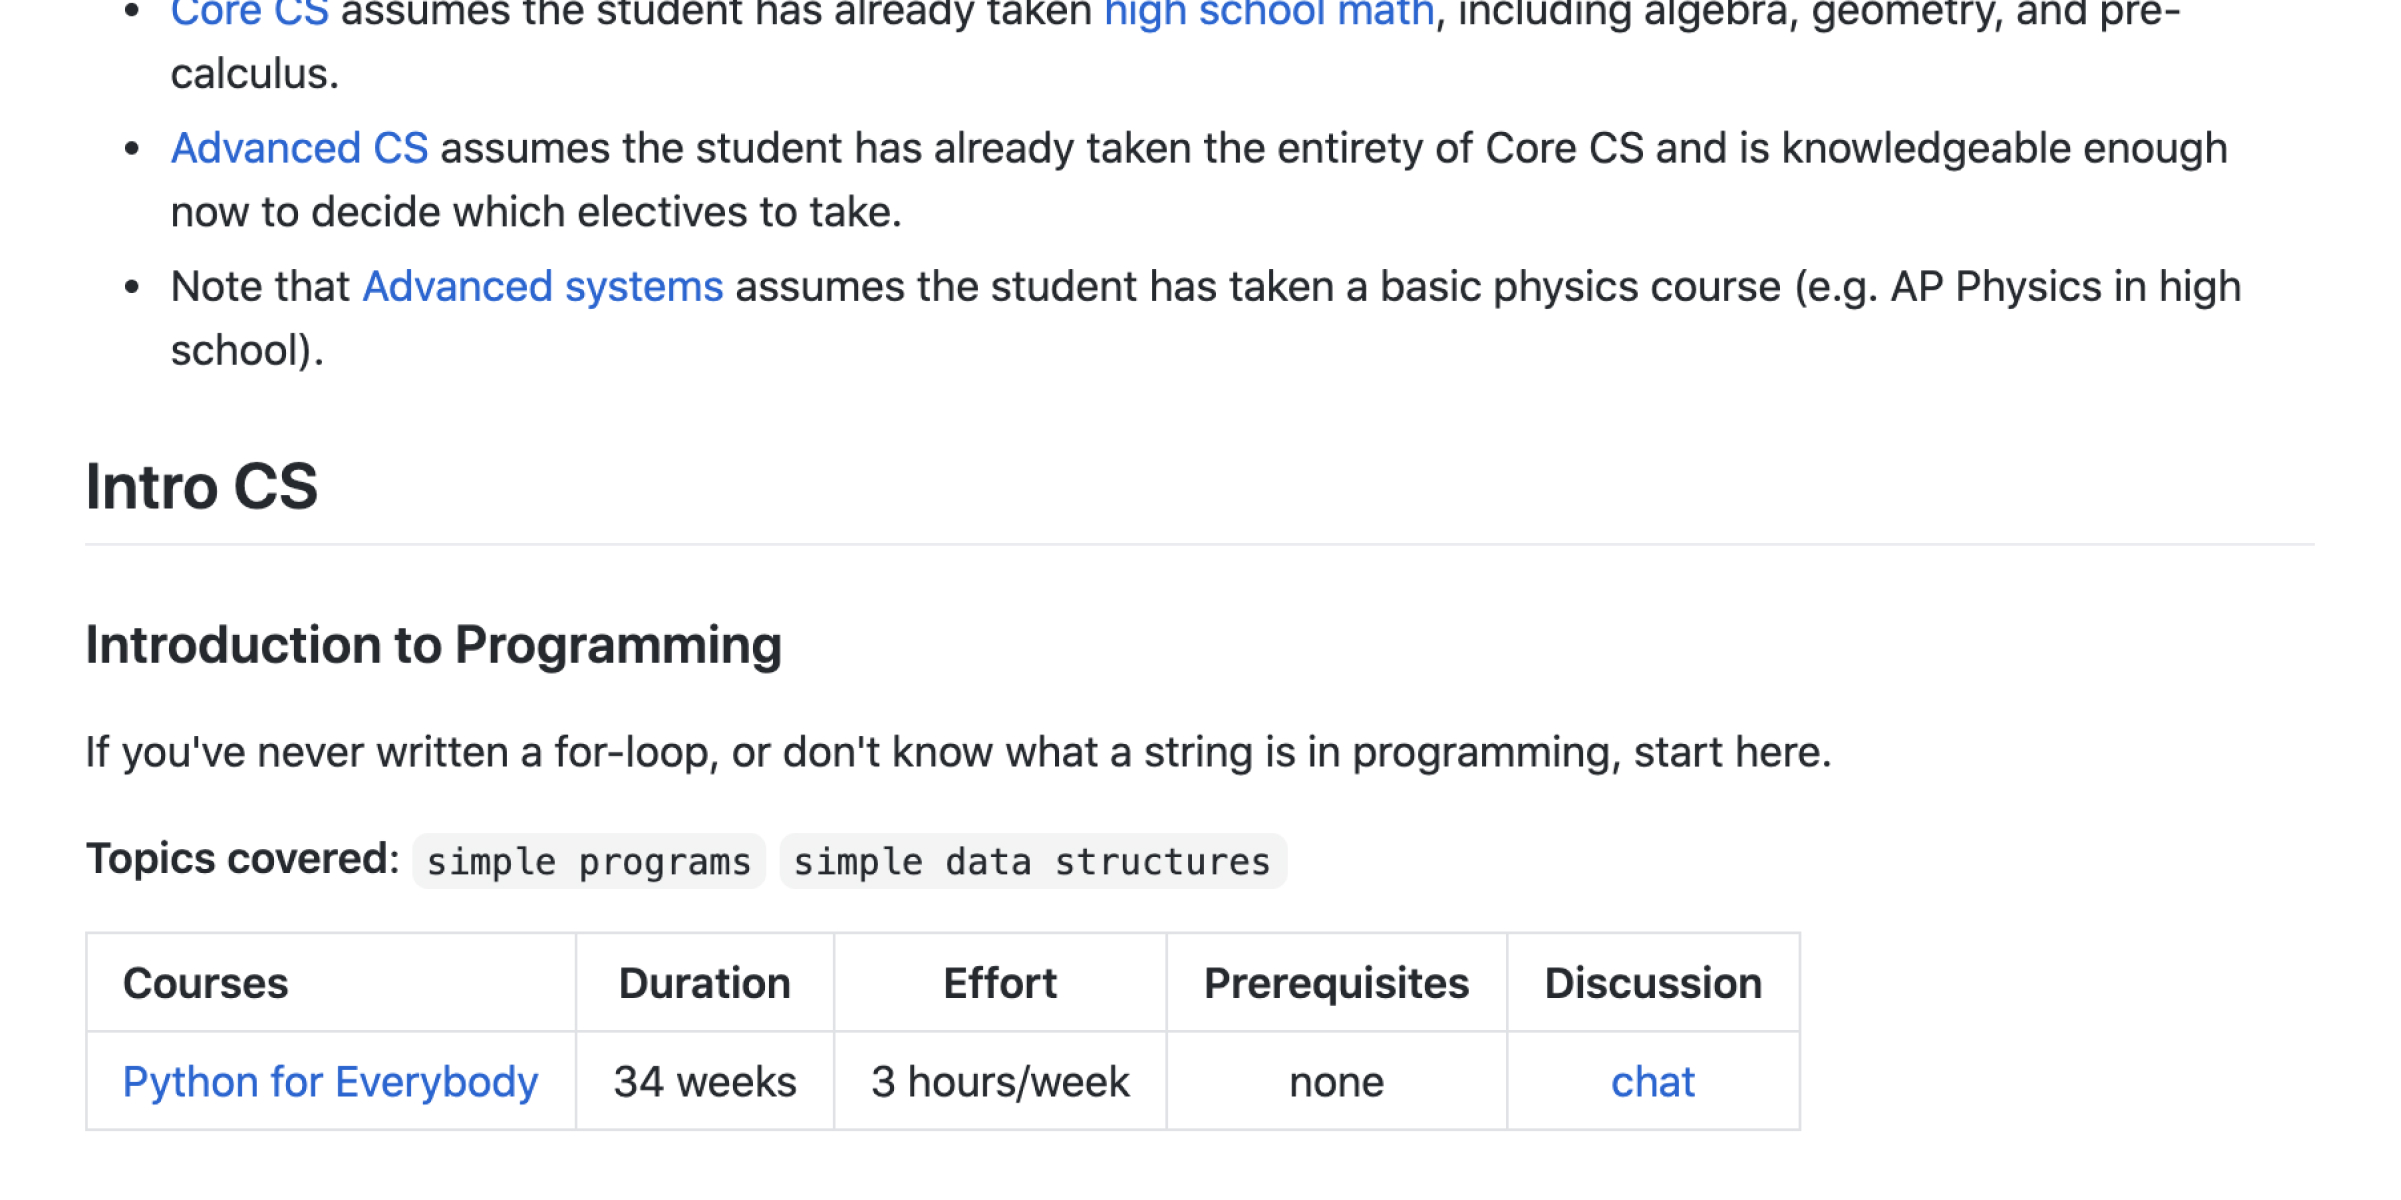 • Core CS assumes the student has already taken high school math, including algebra, geometry, and pre-
calculus.
• Advanced CS assumes the student has already taken the entirety of Core CS and is knowledgeable enough
now to decide which electives to take.
• Note that Advanced systems assumes the student has taken a basic physics course (e.g. AP Physics in high
school).
Intro CS
Introduction to Programming
If you've never written a for-loop, or don't know what a string is in programming, start here.
Topics covered: simple programs simple data structures
Courses Duration Effort Prerequisites Discussion
Python for Everybody 34 weeks 3 hours/week none chat